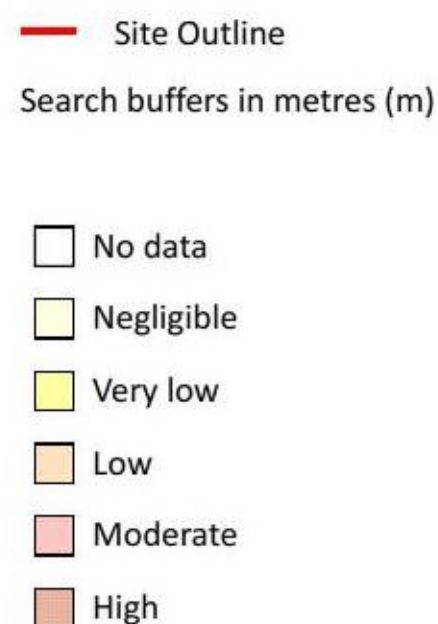 Site Outline
Search buffers in metres (m)
No data
Negligible
Very low
Low
Moderate
High